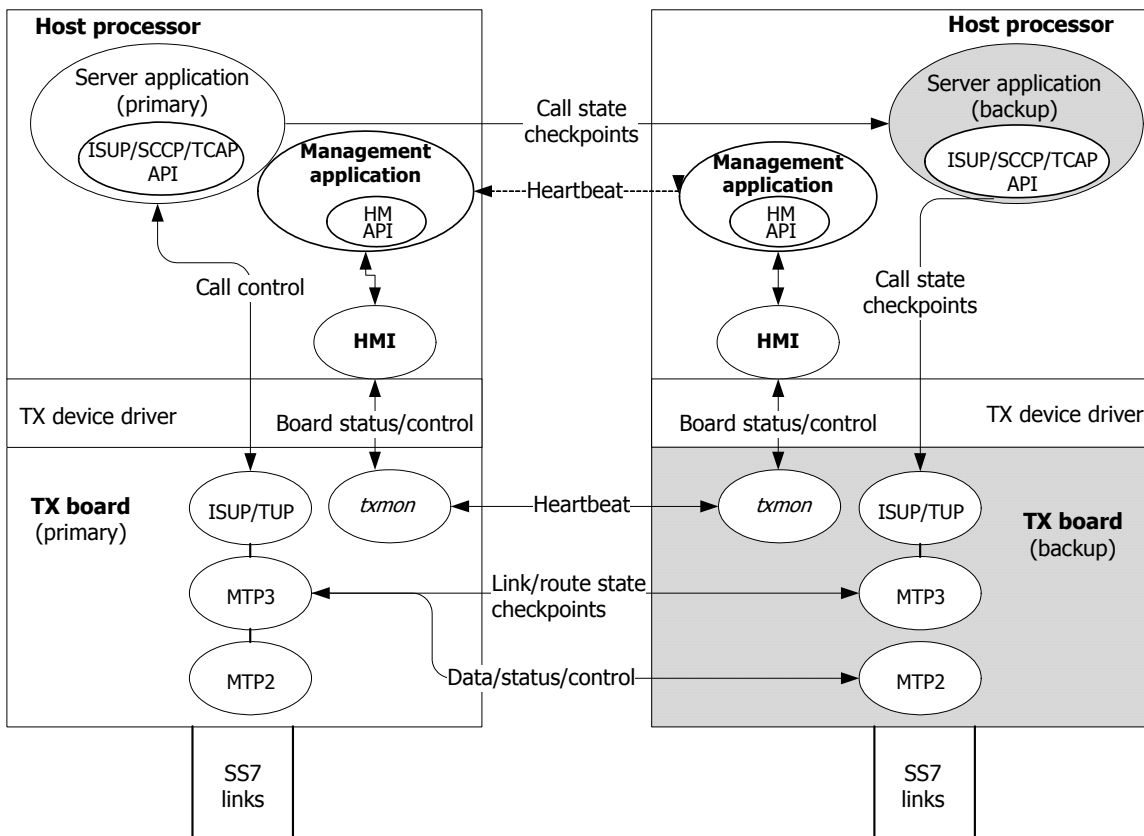 Host processor
Server application
(primary)
ISUP/SCCP/TCAP
API
Management
application
HM
API
Call control
HMI
TX device driver
Board status/control
TX board
(primary)
ISUP/TUP
txmon
MTP3
MTP2
SS7
links
Call state
checkpoints
Heartbeat
Heartbeat
Link/route state
checkpoints
Data/status/control
Host processor
Server application
(backup)
ISUP/SCCP/TCAP
API
Management
application
HM
API
Call state
checkpoints
HMI
Board status/control
TX device driver
txmon
ISUP/TUP
TX board
(backup)
MTP3
MTP2
SS7
links